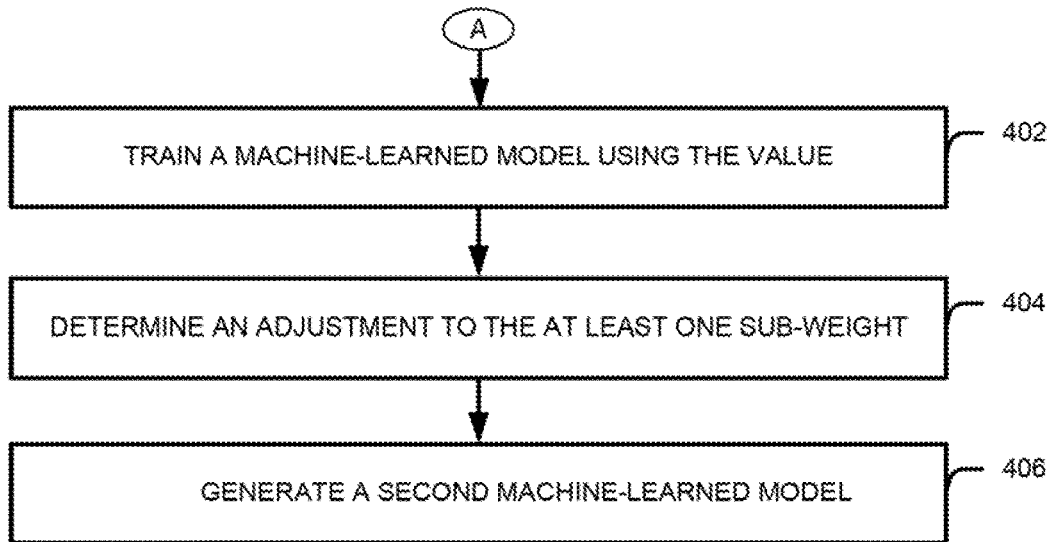 A
TRAIN A MACHINE-LEARNED MODEL USING THE VALUE
402
DETERMINE AN ADJUSTMENT TO THE AT LEAST ONE SUB-WEIGHT
404
GENERATE A SECOND MACHINE-LEARNED MODEL
406